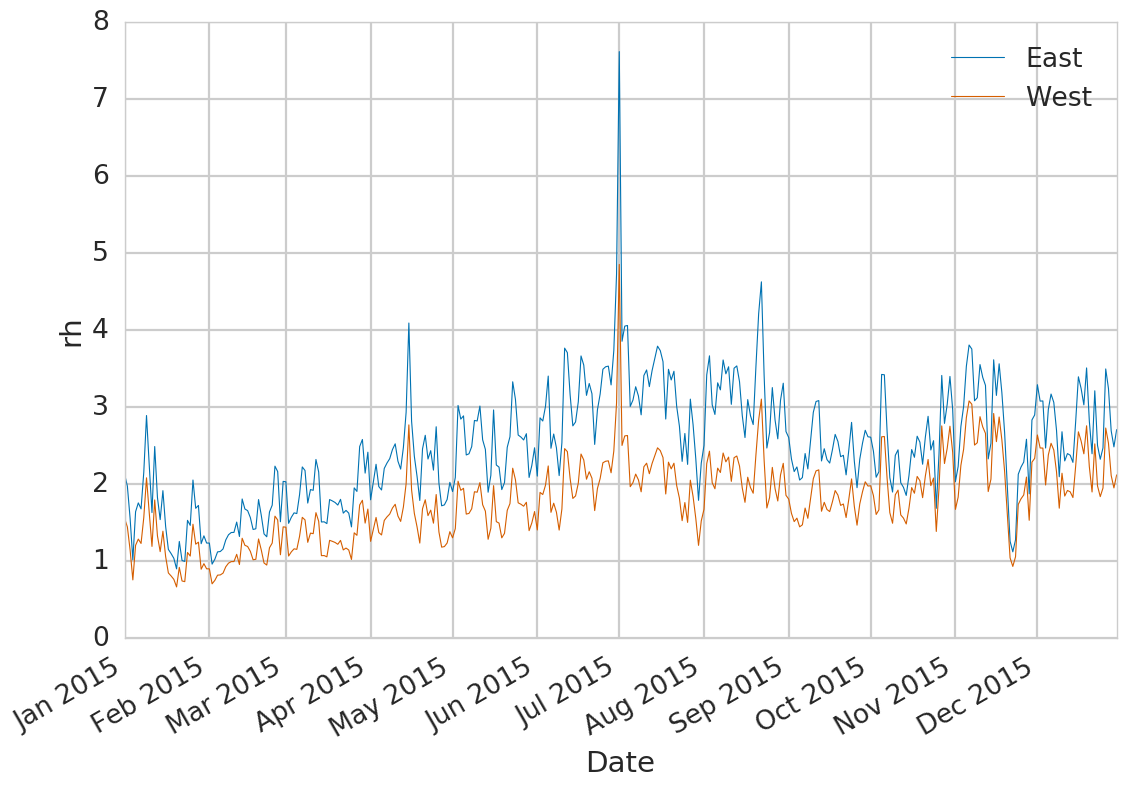 8
7
6
5
4
3
2
1
0
rh
East
West
Jan 2015
Feb 2015
Mar 2015
Apr 2015
May 2015
Jun 2015
Jul 2015
Aug 2015
Sep 2015
Oct 2015
Nov 2015
Dec 2015
Date